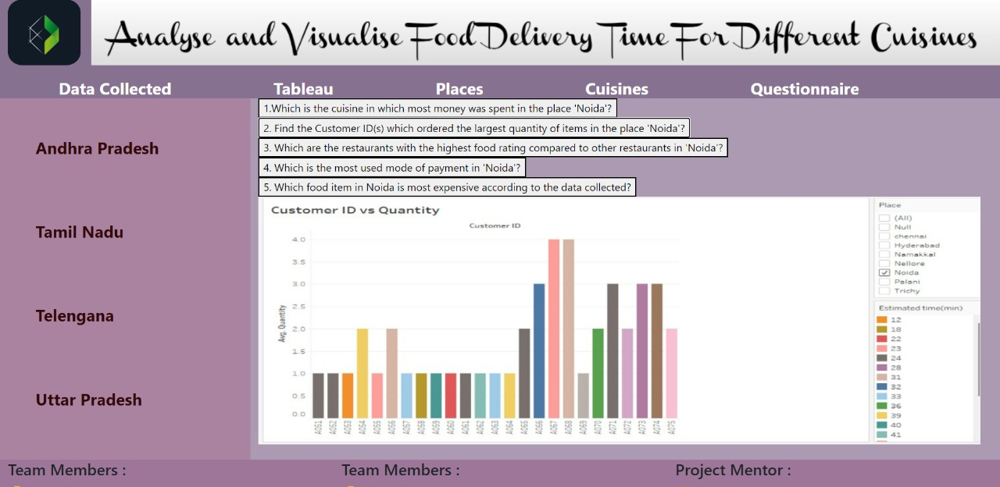 Analyse and Visualise Food Delivery Time For Different Cuisines
Data Collected Tableau Places Cuisines Questionnaire
Andhra Pradesh
Tamil Nadu
Telengana
Uttar Pradesh
1.Which is the cuisine in which most money was spent in the place 'Noida'?
2. Find the Customer ID(s) which ordered the largest quantity of items in the place 'Noida'?
3. Which are the restaurants with the highest food rating compared to other restaurants in 'Noida'?
4. Which is the most used mode of payment in 'Noida'?
5. Which food item in Noida is most expensive according to the data collected?
Customer ID vs Quantity
Customer ID
Avg. Quantity
4.0
3.5
3.0
2.5
2.0
1.5
1.0
0.5
0.0
A051 A052 A053 A054 A055 A056 A057 A058 A059 A060 A061 A062 A063 A064 A065 A066 A067 A068 A069 A070 A071 A072 A073 A074 A075
Place
(All)
Null
chennai
Hyderabad
Namakkal
Nellore
Noida
Palani
Trichy
Estimated time(min)
12
18
22
23
24
28
31
32
33
36
39
40
41
Team Members : Team Members : Project Mentor :